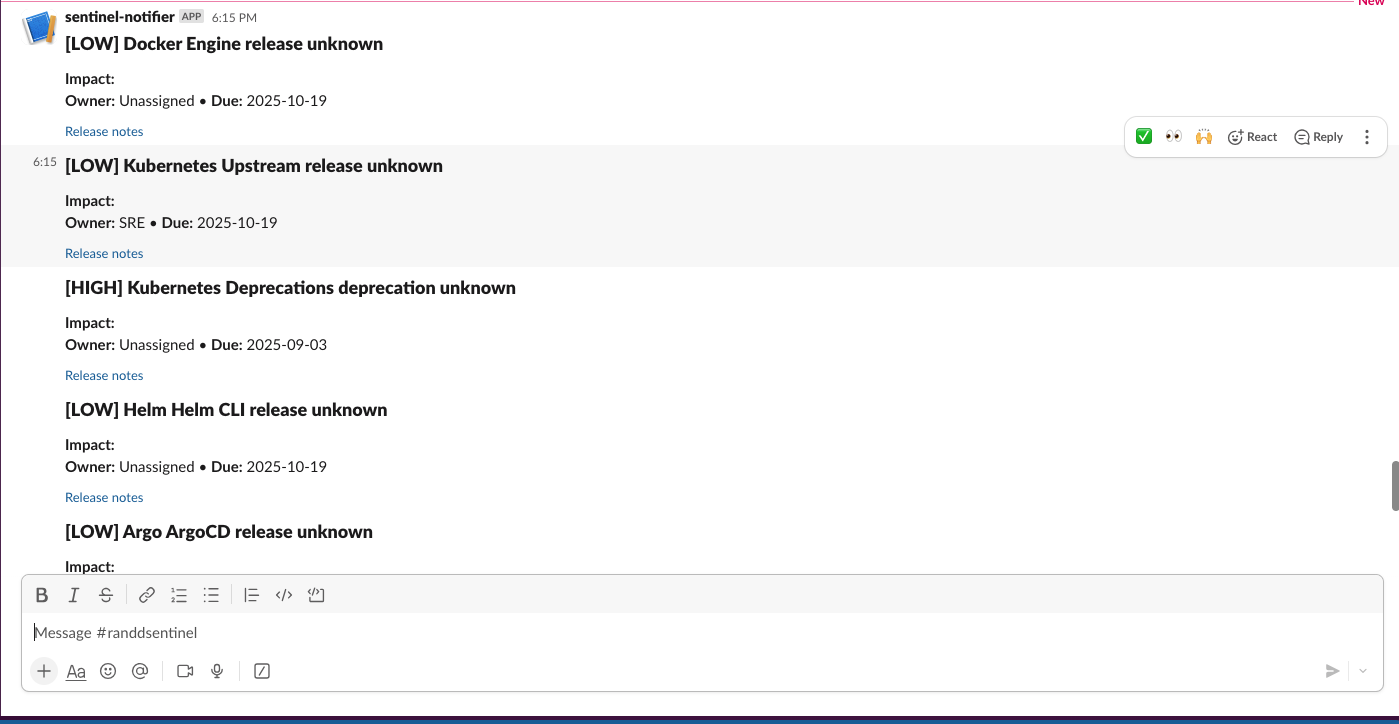 New
sentinel-notifier APP 6:15 PM
[LOW] Docker Engine release unknown
Impact:
Owner: Unassigned • Due: 2025-10-19
Release notes
React Reply
6:15 [LOW] Kubernetes Upstream release unknown
Impact:
Owner: SRE • Due: 2025-10-19
Release notes
[HIGH] Kubernetes Deprecations deprecation unknown
Impact:
Owner: Unassigned • Due: 2025-09-03
Release notes
[LOW] Helm Helm CLI release unknown
Impact:
Owner: Unassigned • Due: 2025-10-19
Release notes
[LOW] Argo ArgoCD release unknown
Impact:
B I S
Message #randdsentinel
Aa